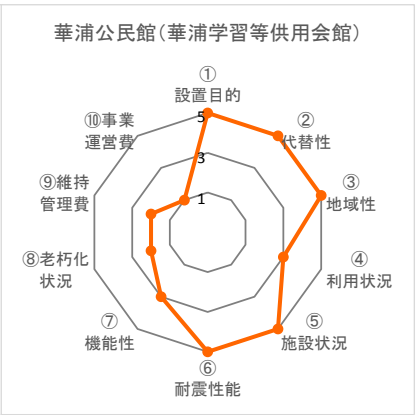 華浦公民館(華浦学習等供用会館)
①
設置目的
②
代替性
③
地域性
④
利用状況
⑤
施設状況
⑥
耐震性能
⑦
機能性
⑧老朽化
状況
⑨維持
管理費
⑩事業
運営費
5
3
1